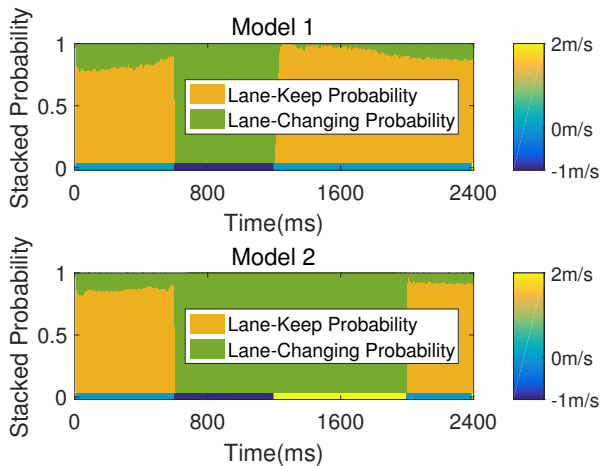 Model 1
Stacked Probability
1
0.5
0
Lane-Keep Probability
Lane-Changing Probability
0
800
1600
2400
Time(ms)
2m/s
0m/s
-1m/s
Model 2
Stacked Probability
1
0.5
0
Lane-Keep Probability
Lane-Changing Probability
0
800
1600
2400
Time(ms)
2m/s
0m/s
-1m/s